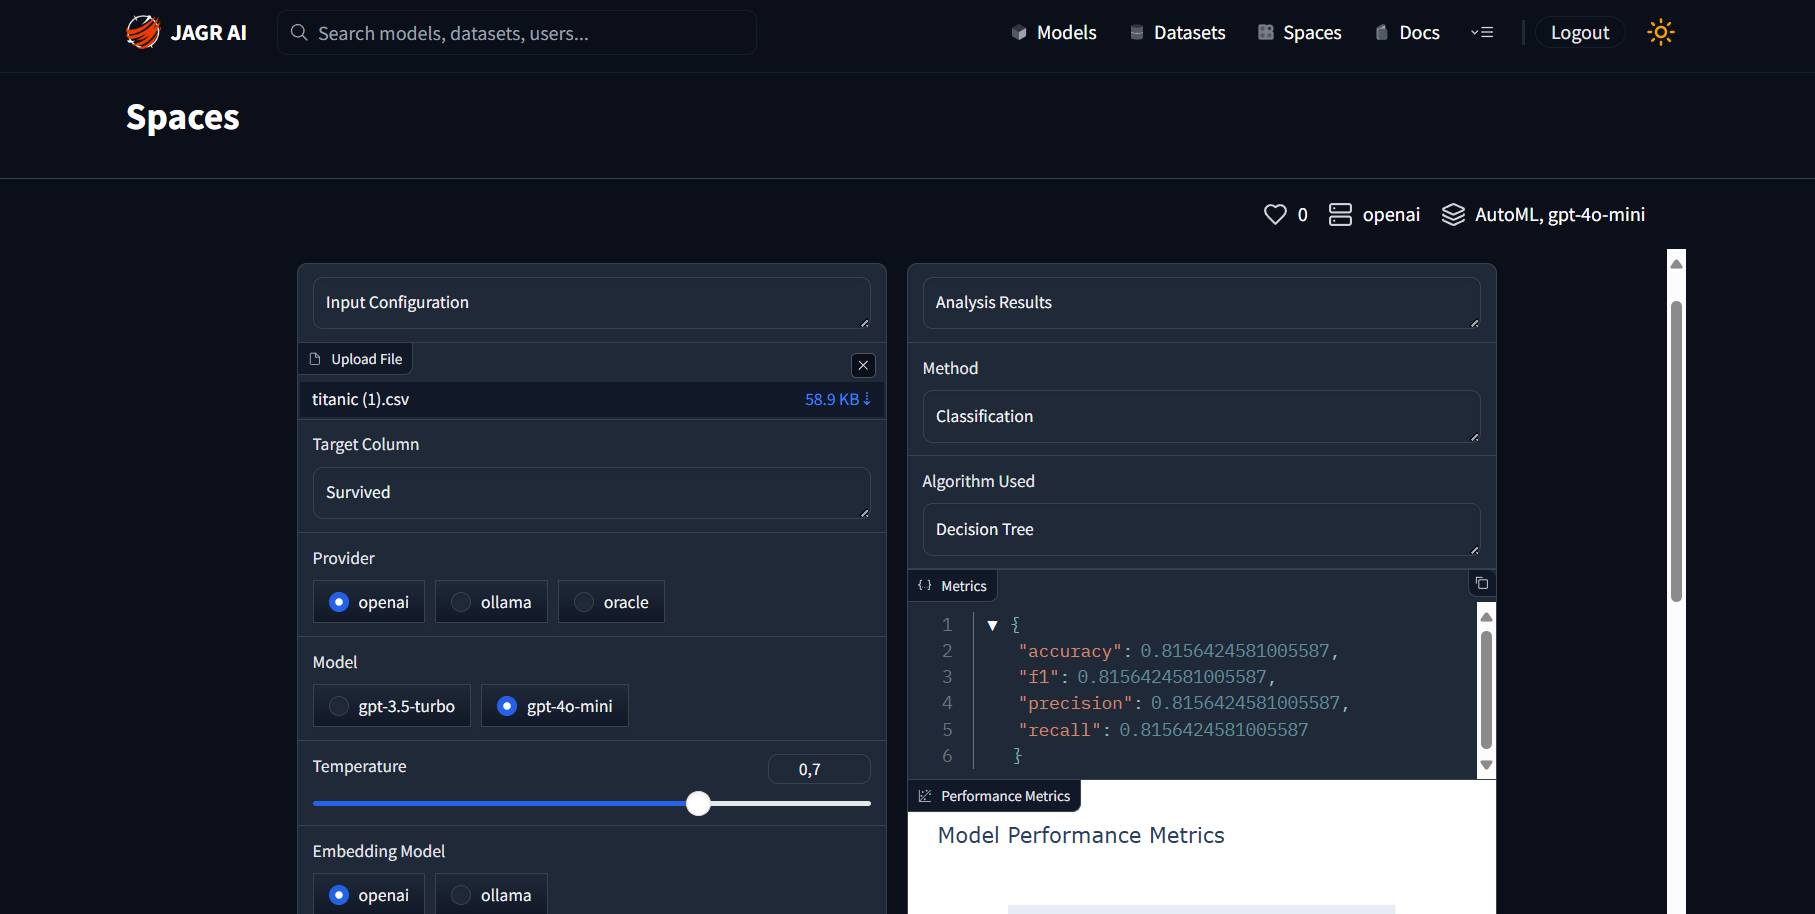 JAGR AI
Search models, datasets, users...
Models
Datasets
Spaces
Docs
Logout
Spaces
0
openai
AutoML, gpt-4o-mini
Input Configuration
Upload File
titanic (1).csv
58.9 KB ⇣
Target Column
Survived
Provider
openai
ollama
oracle
Model
gpt-3.5-turbo
gpt-4o-mini
Temperature
0,7
Embedding Model
openai
ollama
Analysis Results
Method
Classification
Algorithm Used
Decision Tree
Metrics
1 ▼ {
2 "accuracy": 0.8156424581005587,
3 "f1": 0.8156424581005587,
4 "precision": 0.8156424581005587,
5 "recall": 0.8156424581005587
6 }
Performance Metrics
Model Performance Metrics